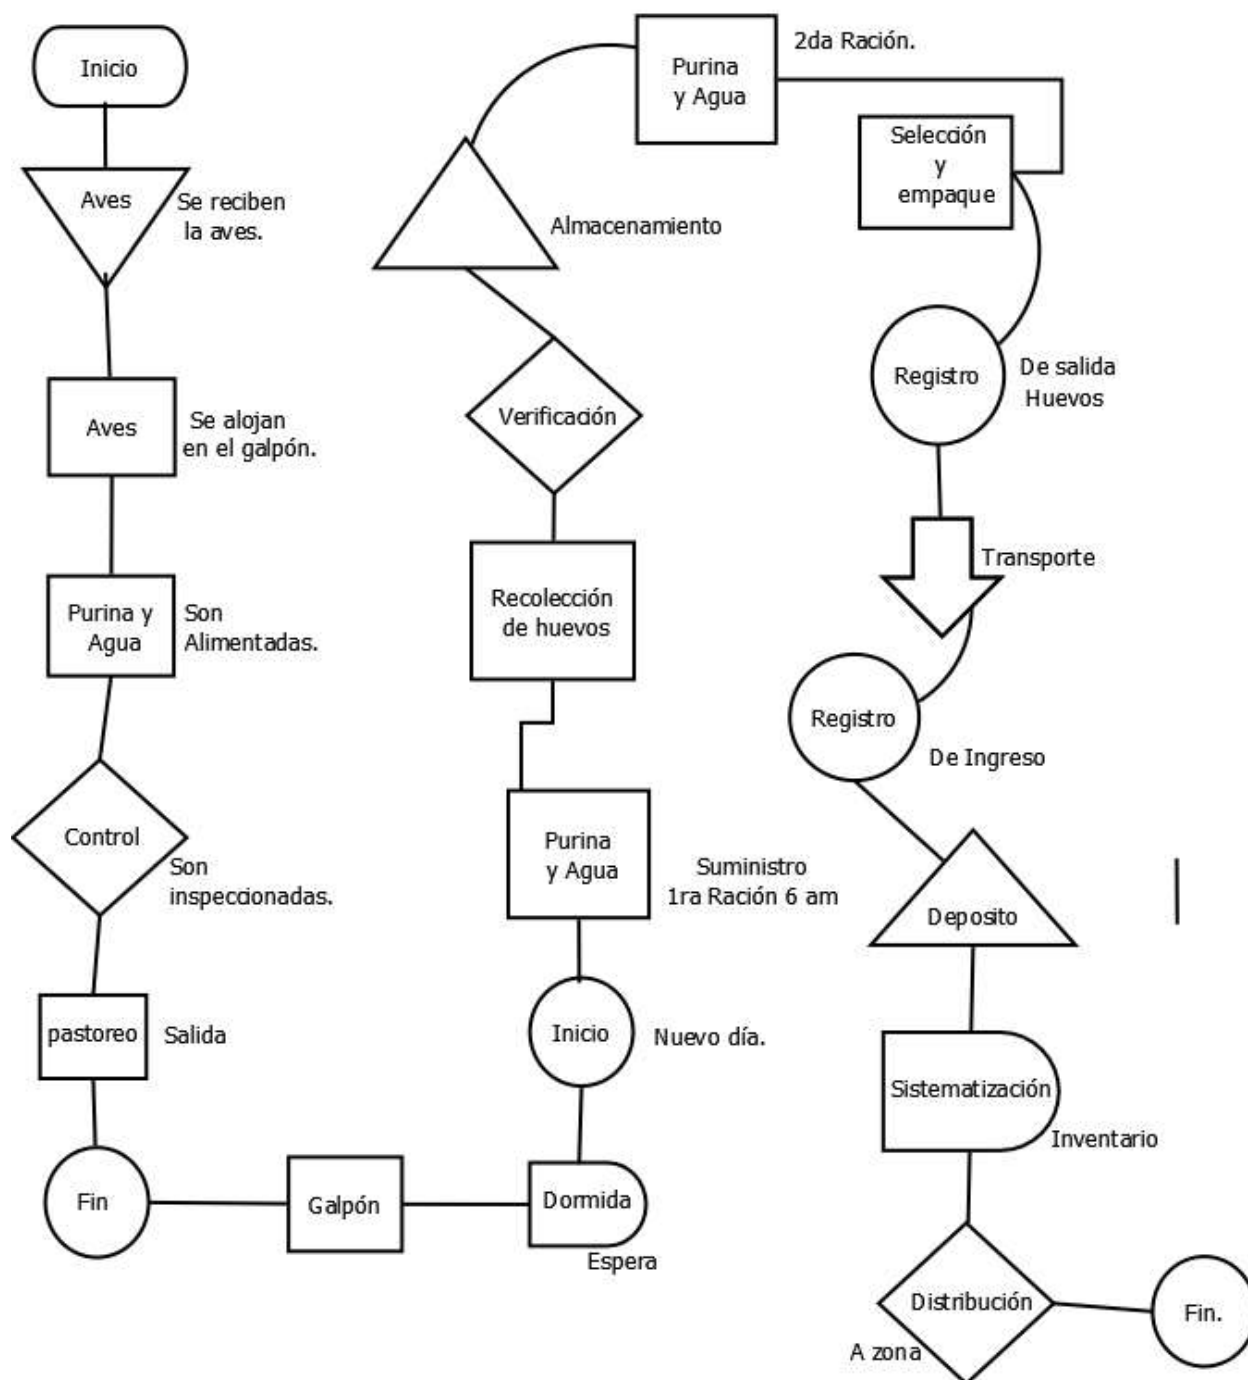 Inicio
Aves
Se reciben
la aves.
Aves
Se alojan
en el galpón.
Purina y
Agua
Son
Alimentadas.
Control
Son
inspeccionadas.
pastoreo
Salida
Fin
Galpón
Dormida
Espera
Inicio
Nuevo día.
Purina
y Agua
Suministro
1ra Ración 6 am
Recolección
de huevos
Verificación
Almacenamiento
Purina
y Agua
2da Ración.
Selección
y
empaque
Registro
De salida
Huevos
Transporte
Registro
De Ingreso
Deposito
Sistematización
Inventario
Distribución
A zona
Fin.